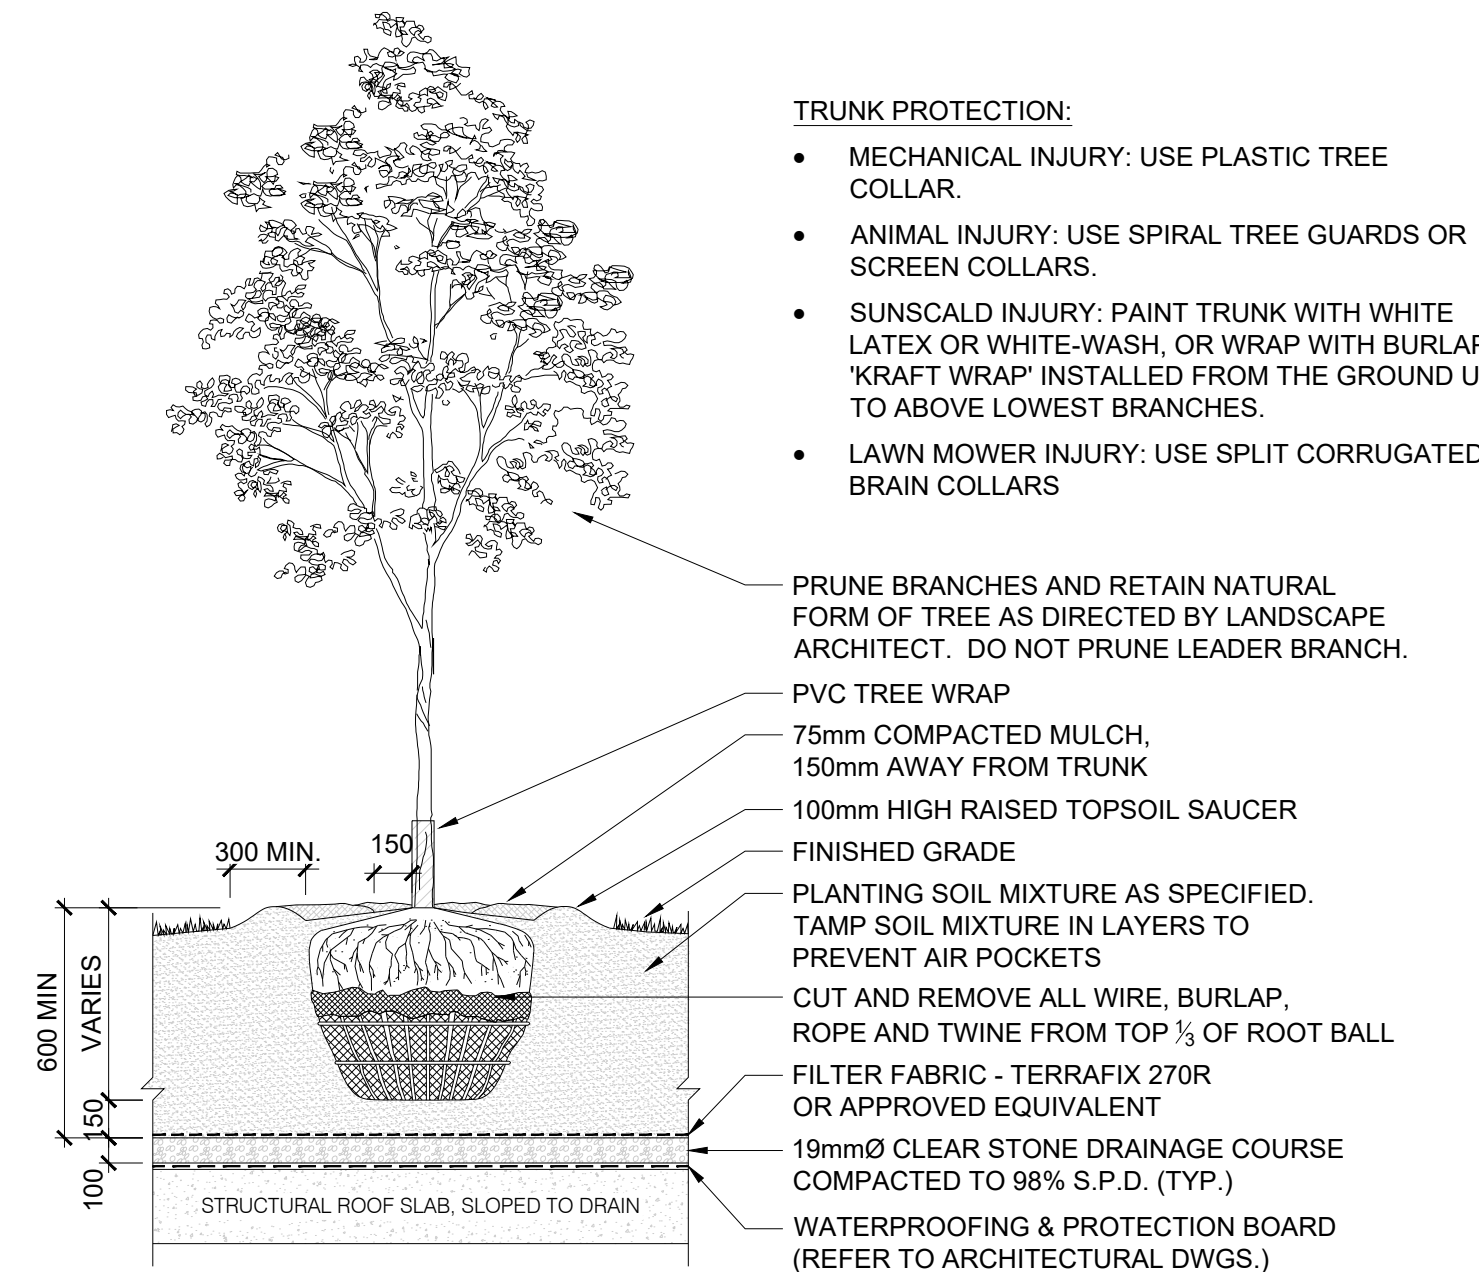 TRUNK PROTECTION:
• MECHANICAL INJURY: USE PLASTIC TREE
COLLAR.
• ANIMAL INJURY: USE SPIRAL TREE GUARDS OR
SCREEN COLLARS.
• SUNSCALD INJURY: PAINT TRUNK WITH WHITE
LATEX OR WHITE-WASH, OR WRAP WITH BURLAP
'KRAFT WRAP' INSTALLED FROM THE GROUND U
TO ABOVE LOWEST BRANCHES.
• LAWN MOWER INJURY: USE SPLIT CORRUGATED
BRAIN COLLARS
PRUNE BRANCHES AND RETAIN NATURAL
FORM OF TREE AS DIRECTED BY LANDSCAPE
ARCHITECT. DO NOT PRUNE LEADER BRANCH.
PVC TREE WRAP
75mm COMPACTED MULCH,
150mm AWAY FROM TRUNK
100mm HIGH RAISED TOPSOIL SAUCER
FINISHED GRADE
PLANTING SOIL MIXTURE AS SPECIFIED.
TAMP SOIL MIXTURE IN LAYERS TO
PREVENT AIR POCKETS
CUT AND REMOVE ALL WIRE, BURLAP,
ROPE AND TWINE FROM TOP ⅓ OF ROOT BALL
FILTER FABRIC - TERRAFIX 270R
OR APPROVED EQUIVALENT
19mmØ CLEAR STONE DRAINAGE COURSE
COMPACTED TO 98% S.P.D. (TYP.)
WATERPROOFING & PROTECTION BOARD
(REFER TO ARCHITECTURAL DWGS.)
300 MIN.
150
600 MIN
VARIES
150
100
STRUCTURAL ROOF SLAB, SLOPED TO DRAIN